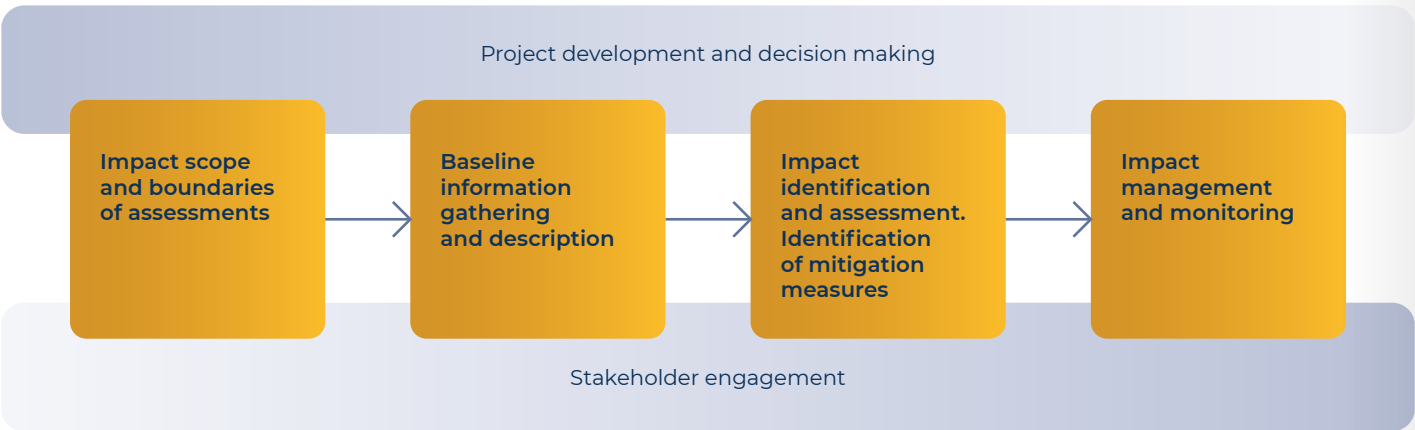 Project development and decision making
Impact scope
and boundaries
of assessments
Baseline
information
gathering
and description
Impact
identification
and assessment.
Identification
of mitigation
measures
Impact
management
and monitoring
Stakeholder engagement